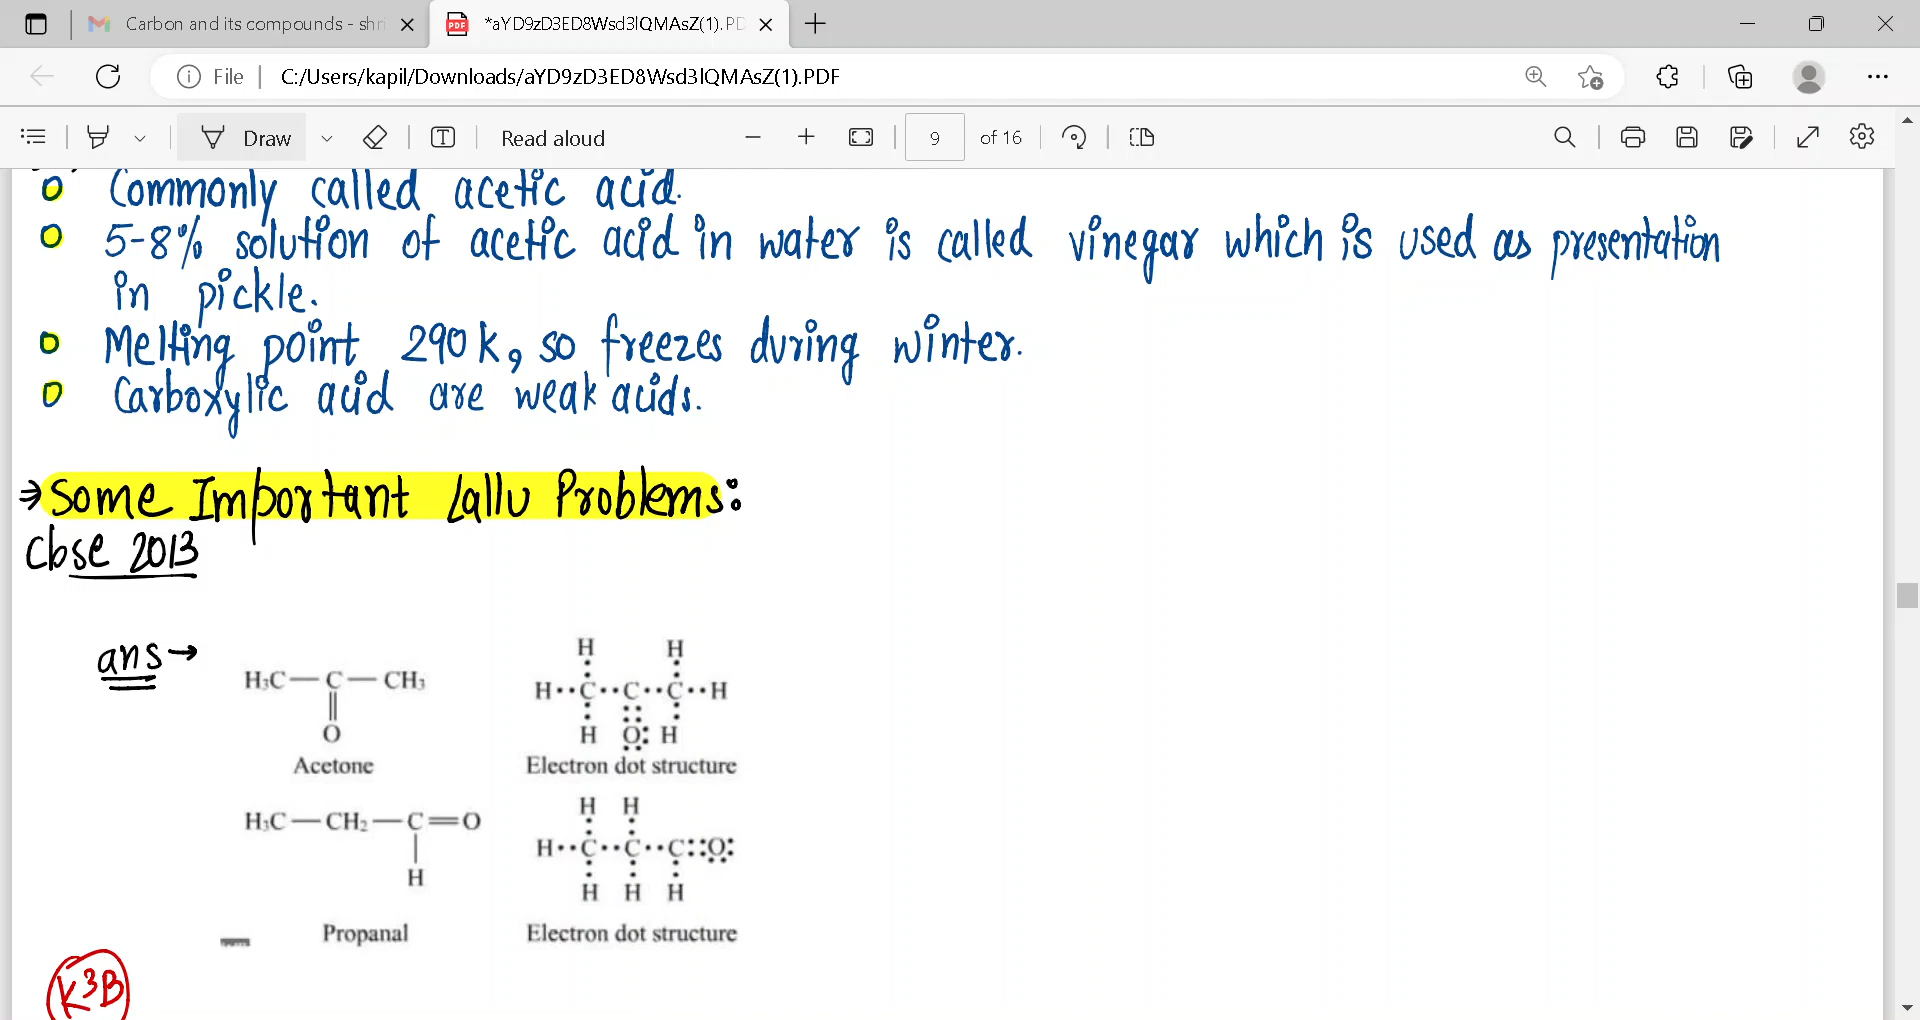 Carbon and its compounds - shri
*aYD9zD3ED8Wsd3lQMAsZ(1).PD
File
C:/Users/kapil/Downloads/aYD9zD3ED8Wsd3lQMAsZ(1).PDF
Draw
Read aloud
9 of 16
Commonly called acetic acid.
5-8% solution of acetic acid in water is called vinegar which is used as presentation
in pickle.
Melting point 290 k, so freezes during winter.
Carboxylic acid are weak acids.
⇒ Some Important Lallu Problems:
Cbse 2013
ans →
H₃C — C — CH₃
||
O
Acetone
H H
H··C··C··C··H
H O: H
Electron dot structure
H₃C — CH₂ — C = O
|
H
Propanal
H H
H··C··C··C::O:
H H H
Electron dot structure
K³B